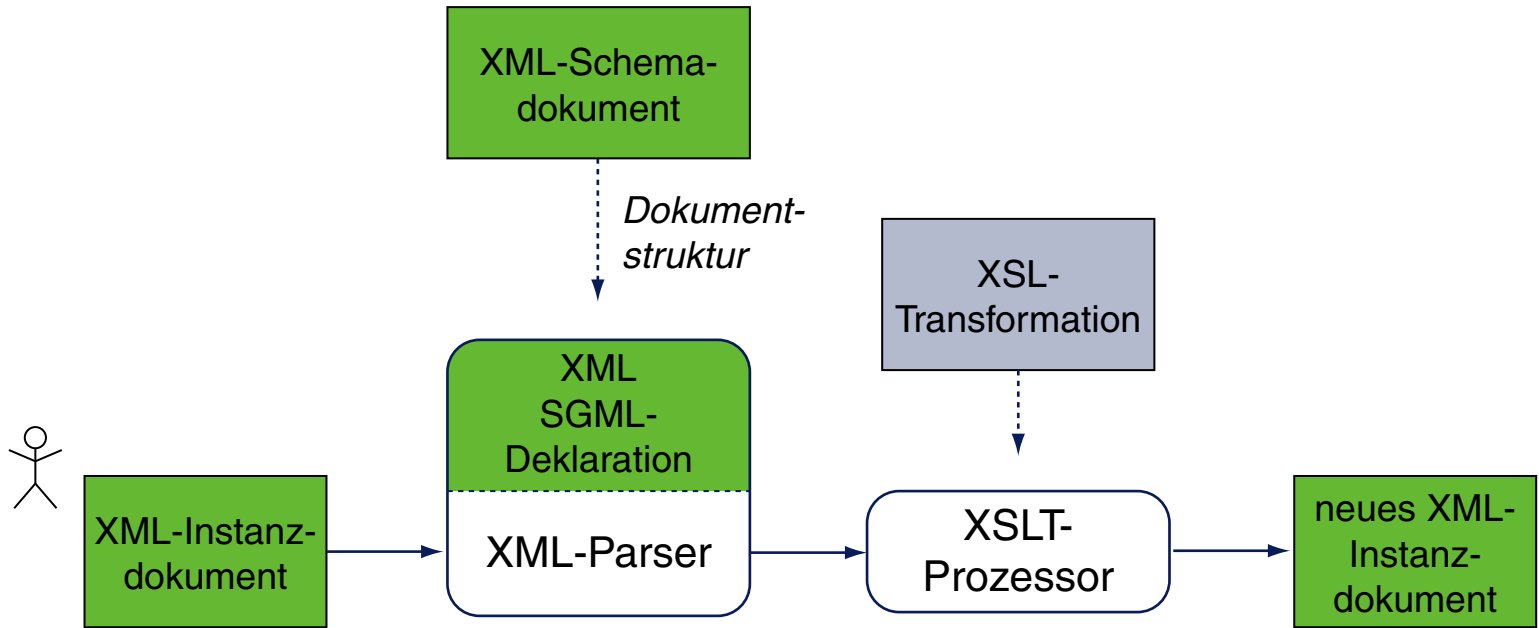 XML-Schema-
dokument
Dokument-
struktur
XSL-
Transformation
XML
SGML-
Deklaration
XML-Instanz-
dokument
XML-Parser
XSLT-
Prozessor
neues XML-
Instanz-
dokument